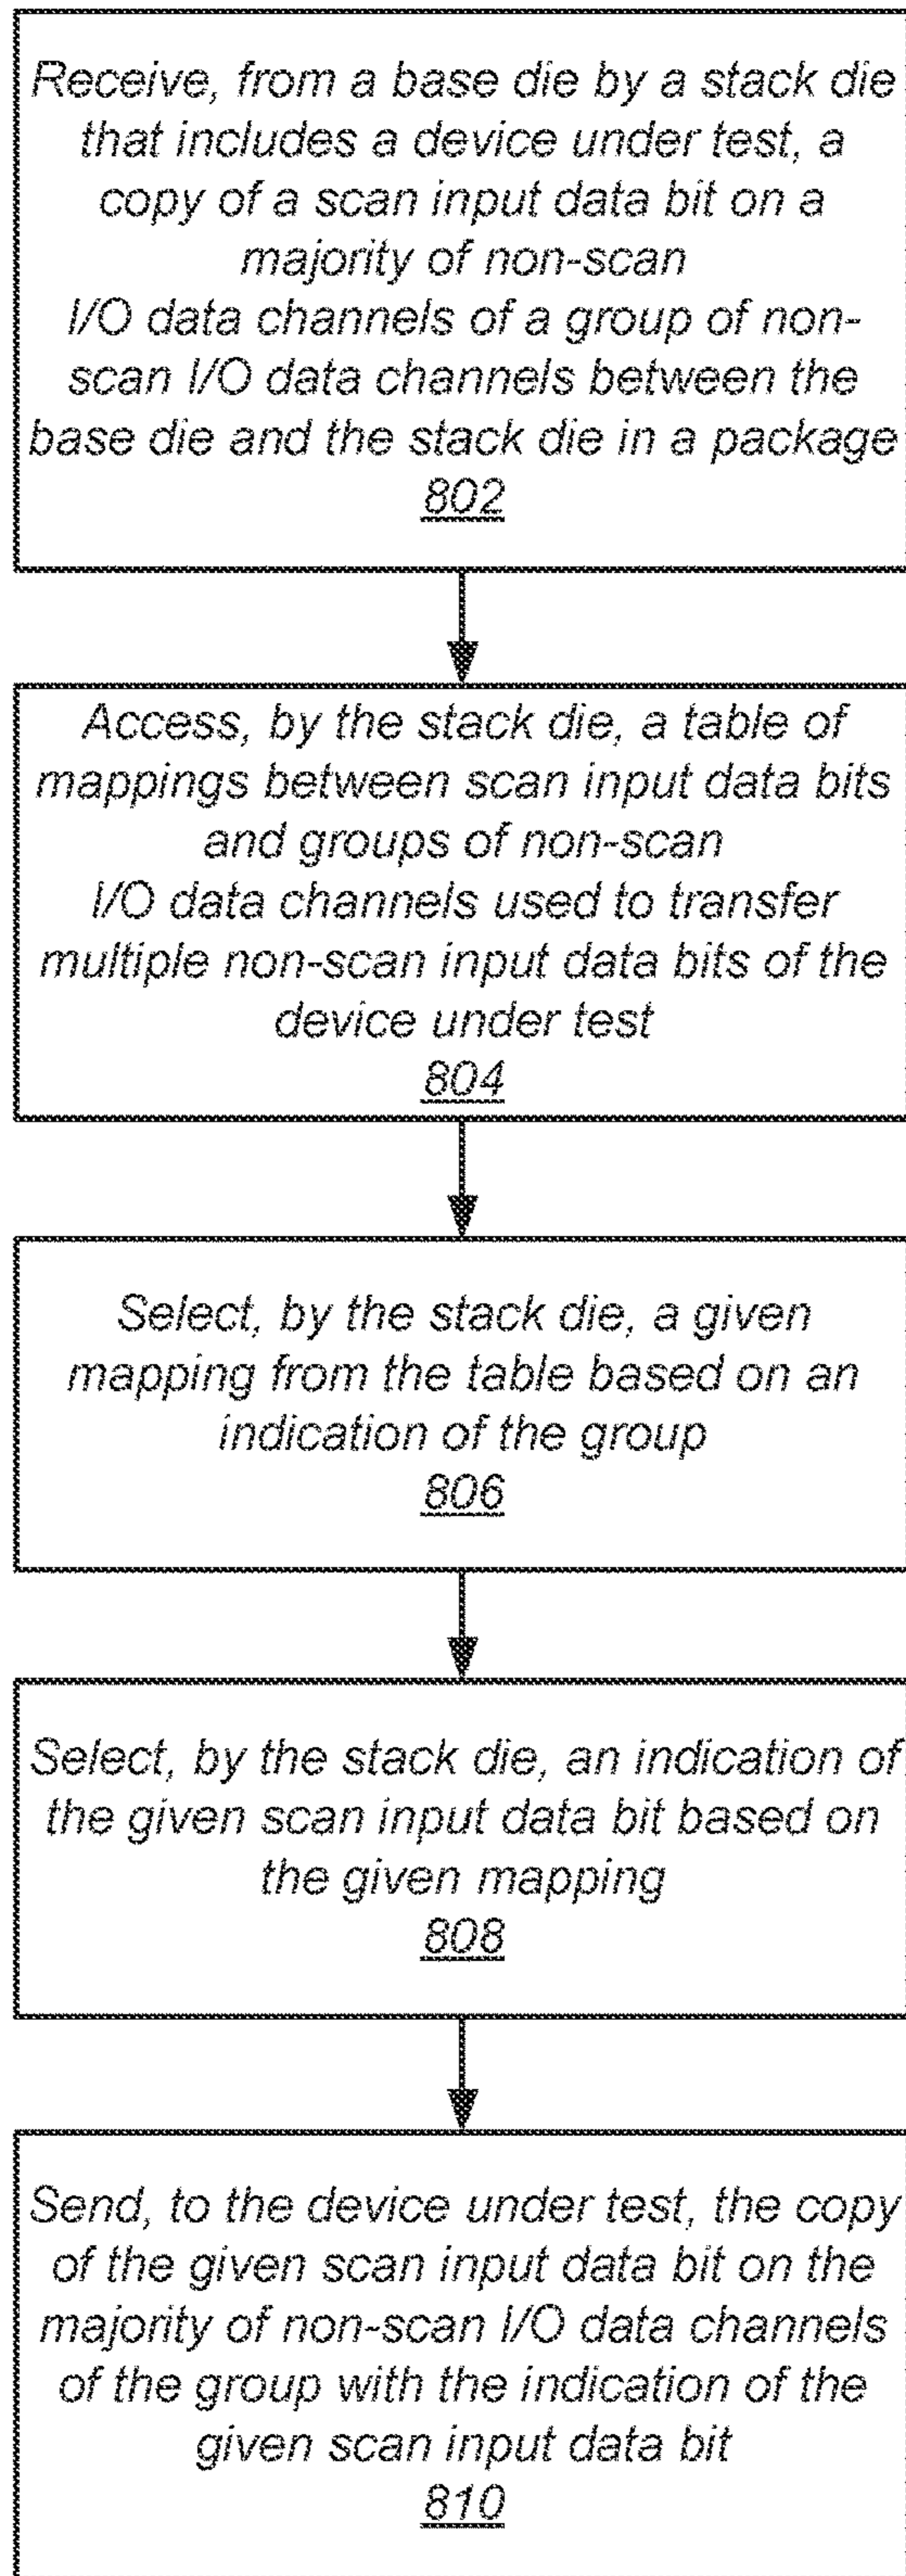 Receive, from a base die by a stack die
that includes a device under test, a
copy of a scan input data bit on a
majority of non-scan
I/O data channels of a group of non-
scan I/O data channels between the
base die and the stack die in a package
802
Access, by the stack die, a table of
mappings between scan input data bits
and groups of non-scan
I/O data channels used to transfer
multiple non-scan input data bits of the
device under test
804
Select, by the stack die, a given
mapping from the table based on an
indication of the group
806
Select, by the stack die, an indication of
the given scan input data bit based on
the given mapping
808
Send, to the device under test, the copy
of the given scan input data bit on the
majority of non-scan I/O data channels
of the group with the indication of the
given scan input data bit
810